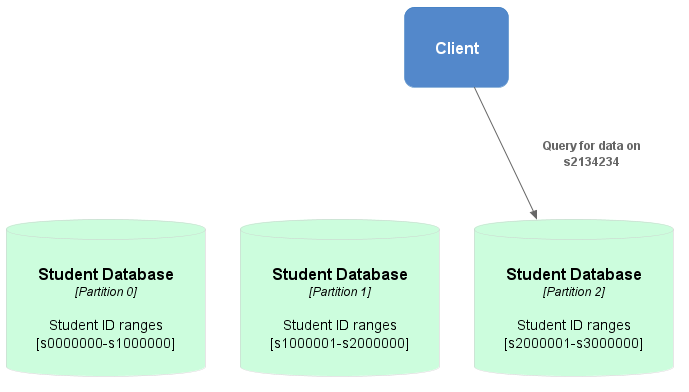 Client
Query for data on
s2134234
Student Database
[Partition 0]
Student ID ranges
[s0000000-s1000000]
Student Database
[Partition 1]
Student ID ranges
[s1000001-s2000000]
Student Database
[Partition 2]
Student ID ranges
[s2000001-s3000000]